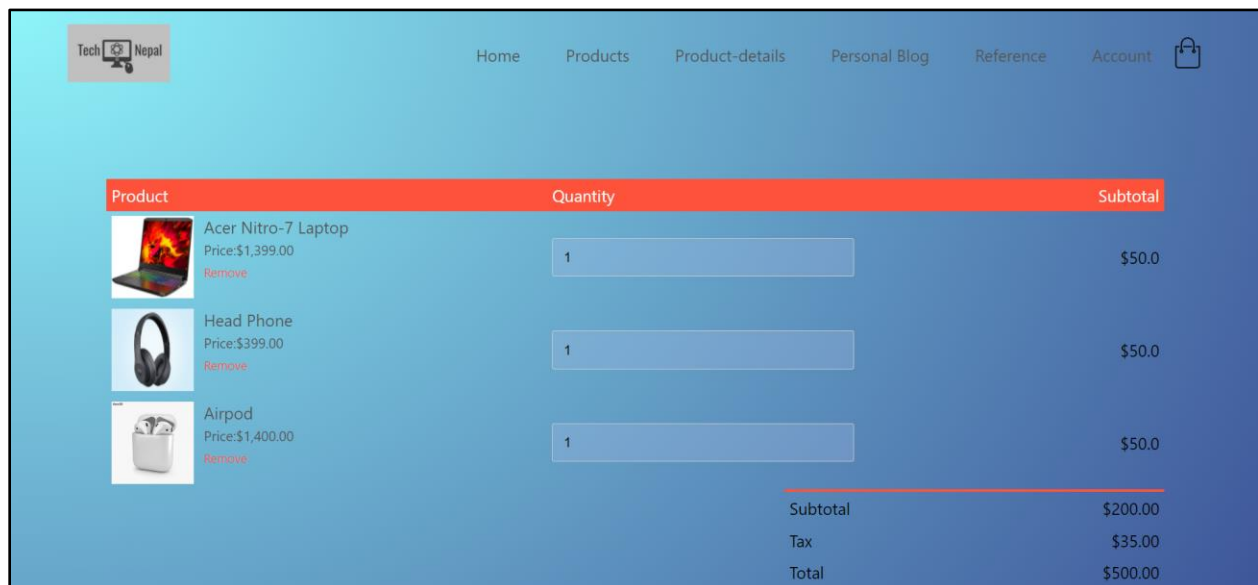 Tech Nepal
Home Products Product-details Personal Blog Reference Account
Product Quantity Subtotal
Acer Nitro-7 Laptop
Price:$1,399.00
Remove
1
$50.0
Head Phone
Price:$399.00
Remove
1
$50.0
Airpod
Price:$1,400.00
Remove
1
$50.0
Subtotal $200.00
Tax $35.00
Total $500.00